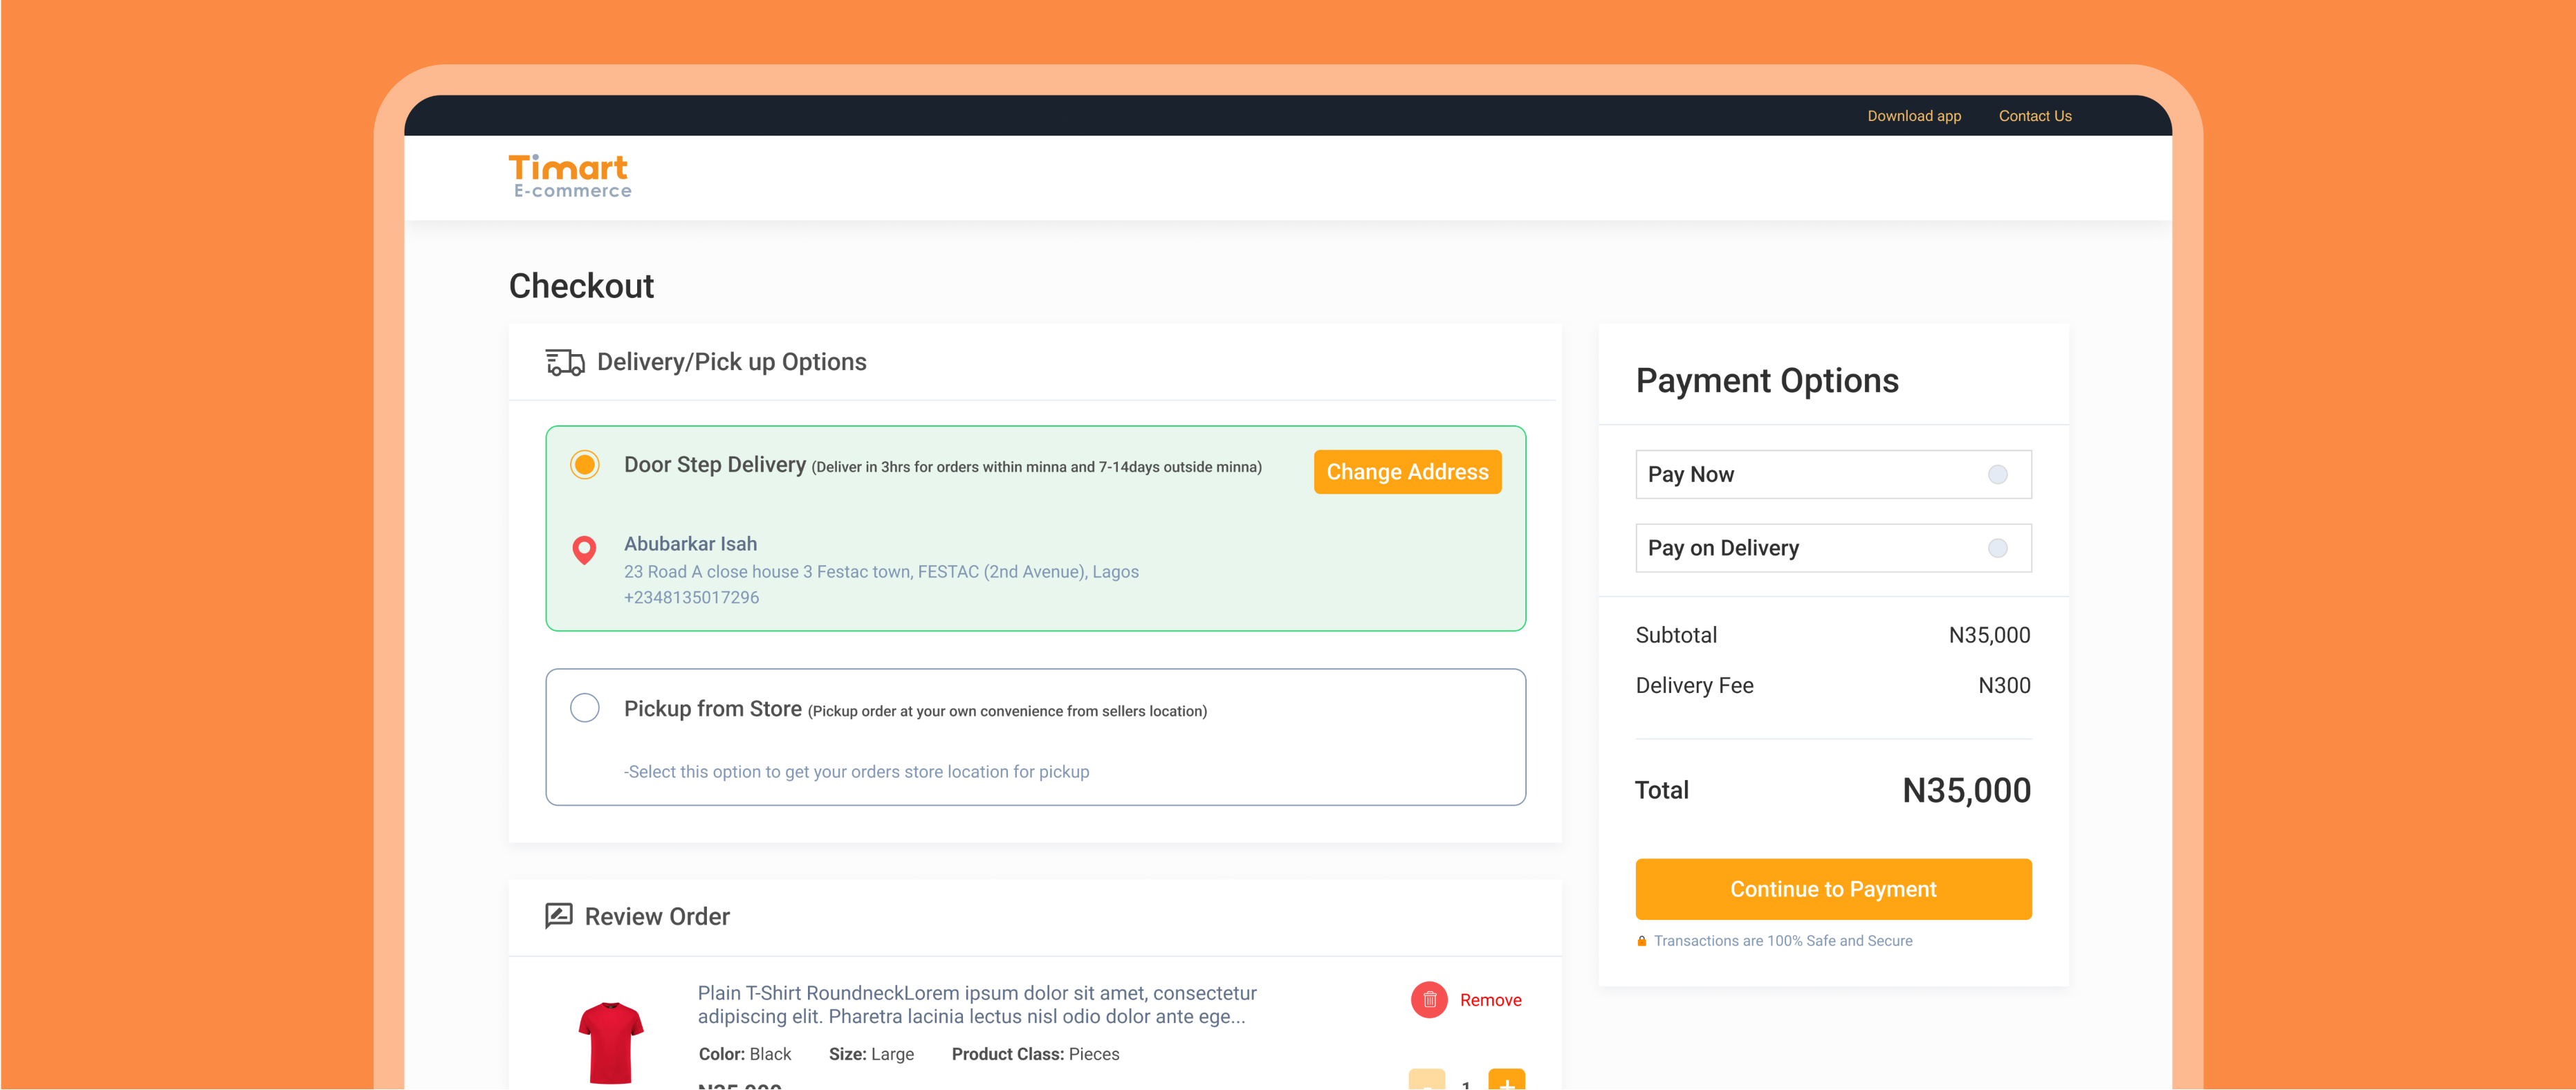 Download app
Contact Us
Timart
E-commerce
Checkout
Delivery/Pick up Options
Door Step Delivery (Deliver in 3hrs for orders within minna and 7-14days outside minna)
Change Address
Abubarkar Isah
23 Road A close house 3 Festac town, FESTAC (2nd Avenue), Lagos
+2348135017296
Pickup from Store (Pickup order at your own convenience from sellers location)
-Select this option to get your orders store location for pickup
Review Order
Plain T-Shirt RoundneckLorem ipsum dolor sit amet, consectetur
adipiscing elit. Pharetra lacinia lectus nisl odio dolor ante ege...
Remove
Color: Black
Size: Large
Product Class: Pieces
N35,000
- 1 +
Payment Options
Pay Now
Pay on Delivery
Subtotal N35,000
Delivery Fee N300
Total N35,000
Continue to Payment
Transactions are 100% Safe and Secure